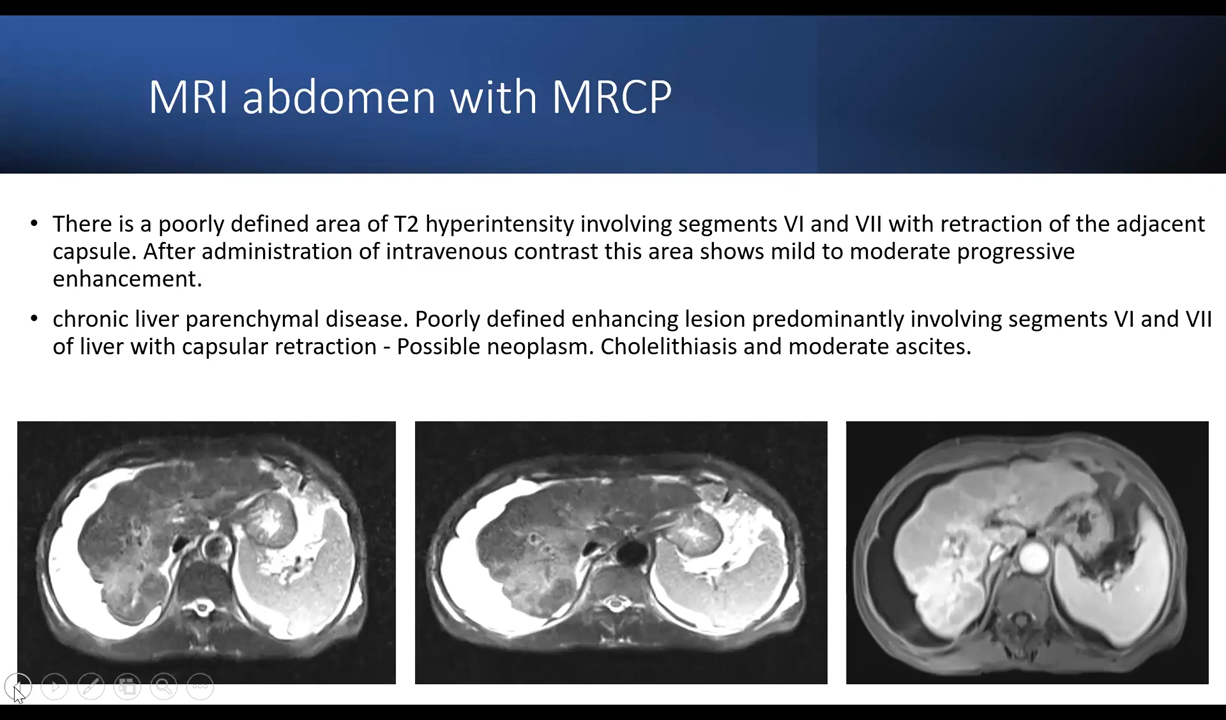 MRI abdomen with MRCP
• There is a poorly defined area of T2 hyperintensity involving segments VI and VII with retraction of the adjacent
capsule. After administration of intravenous contrast this area shows mild to moderate progressive
enhancement.
• chronic liver parenchymal disease. Poorly defined enhancing lesion predominantly involving segments VI and VII
of liver with capsular retraction - Possible neoplasm. Cholelithiasis and moderate ascites.